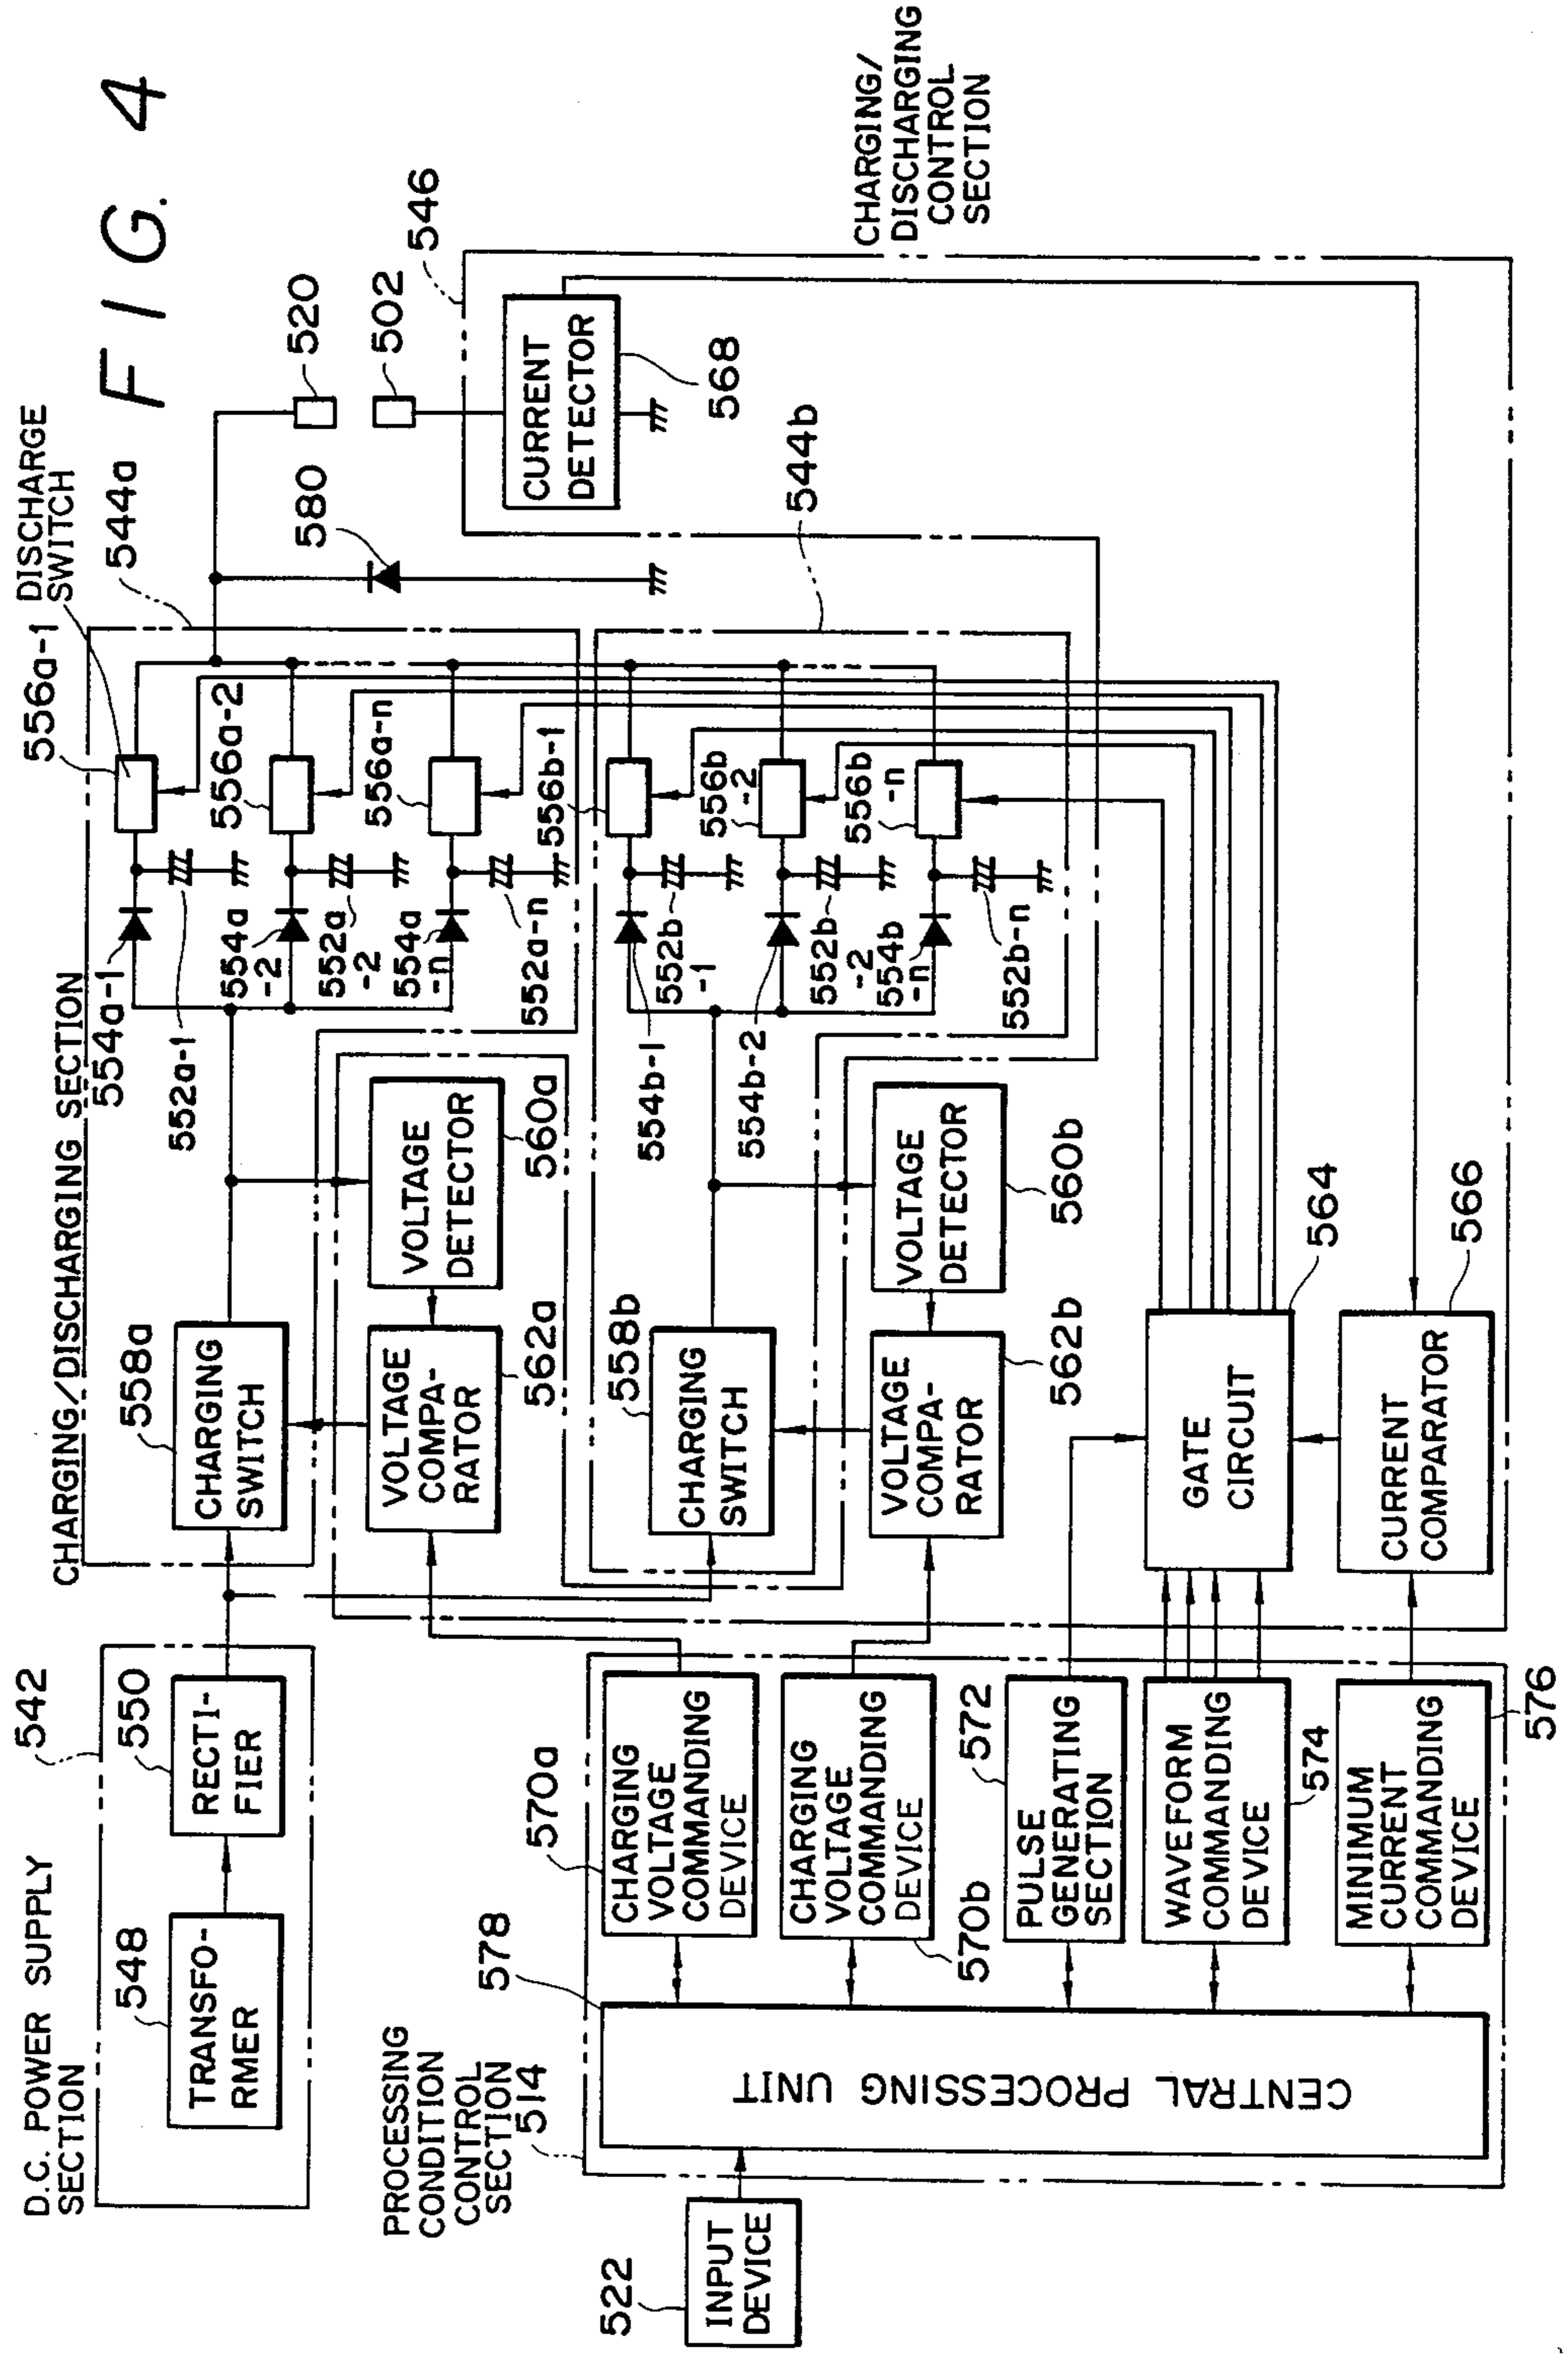 FIG. 4
D.C. POWER SUPPLY
SECTION
542
548
TRANSFO-
RMER
550
RECTI-
FIER
CHARGING/DISCHARGING SECTION
558a
CHARGING
SWITCH
554a-1
552a-1
556a-1
DISCHARGE
SWITCH
544a
554a
-2
552a
-2
556a-2
554a
-n
552a-n
556a-n
580
520
502
546
CURRENT
DETECTOR
568
CHARGING/
DISCHARGING
CONTROL
SECTION
VOLTAGE
DETECTOR
560a
VOLTAGE
COMPA-
RATOR
562a
558b
CHARGING
SWITCH
554b-1
552b
-1
556b-1
554b-2
552b
-2
556b
-2
554b
-n
552b-n
556b
-n
544b
VOLTAGE
DETECTOR
560b
VOLTAGE
COMPA-
RATOR
562b
PROCESSING
CONDITION
CONTROL
SECTION
514
522
INPUT
DEVICE
578
CENTRAL PROCESSING UNIT
570a
CHARGING
VOLTAGE
COMMANDING
DEVICE
CHARGING
VOLTAGE
COMMANDING
DEVICE
570b
572
PULSE
GENERATING
SECTION
WAVEFORM
COMMANDING
DEVICE
574
MINIMUM
CURRENT
COMMANDING
DEVICE
576
GATE
CIRCUIT
564
CURRENT
COMPARATOR
566